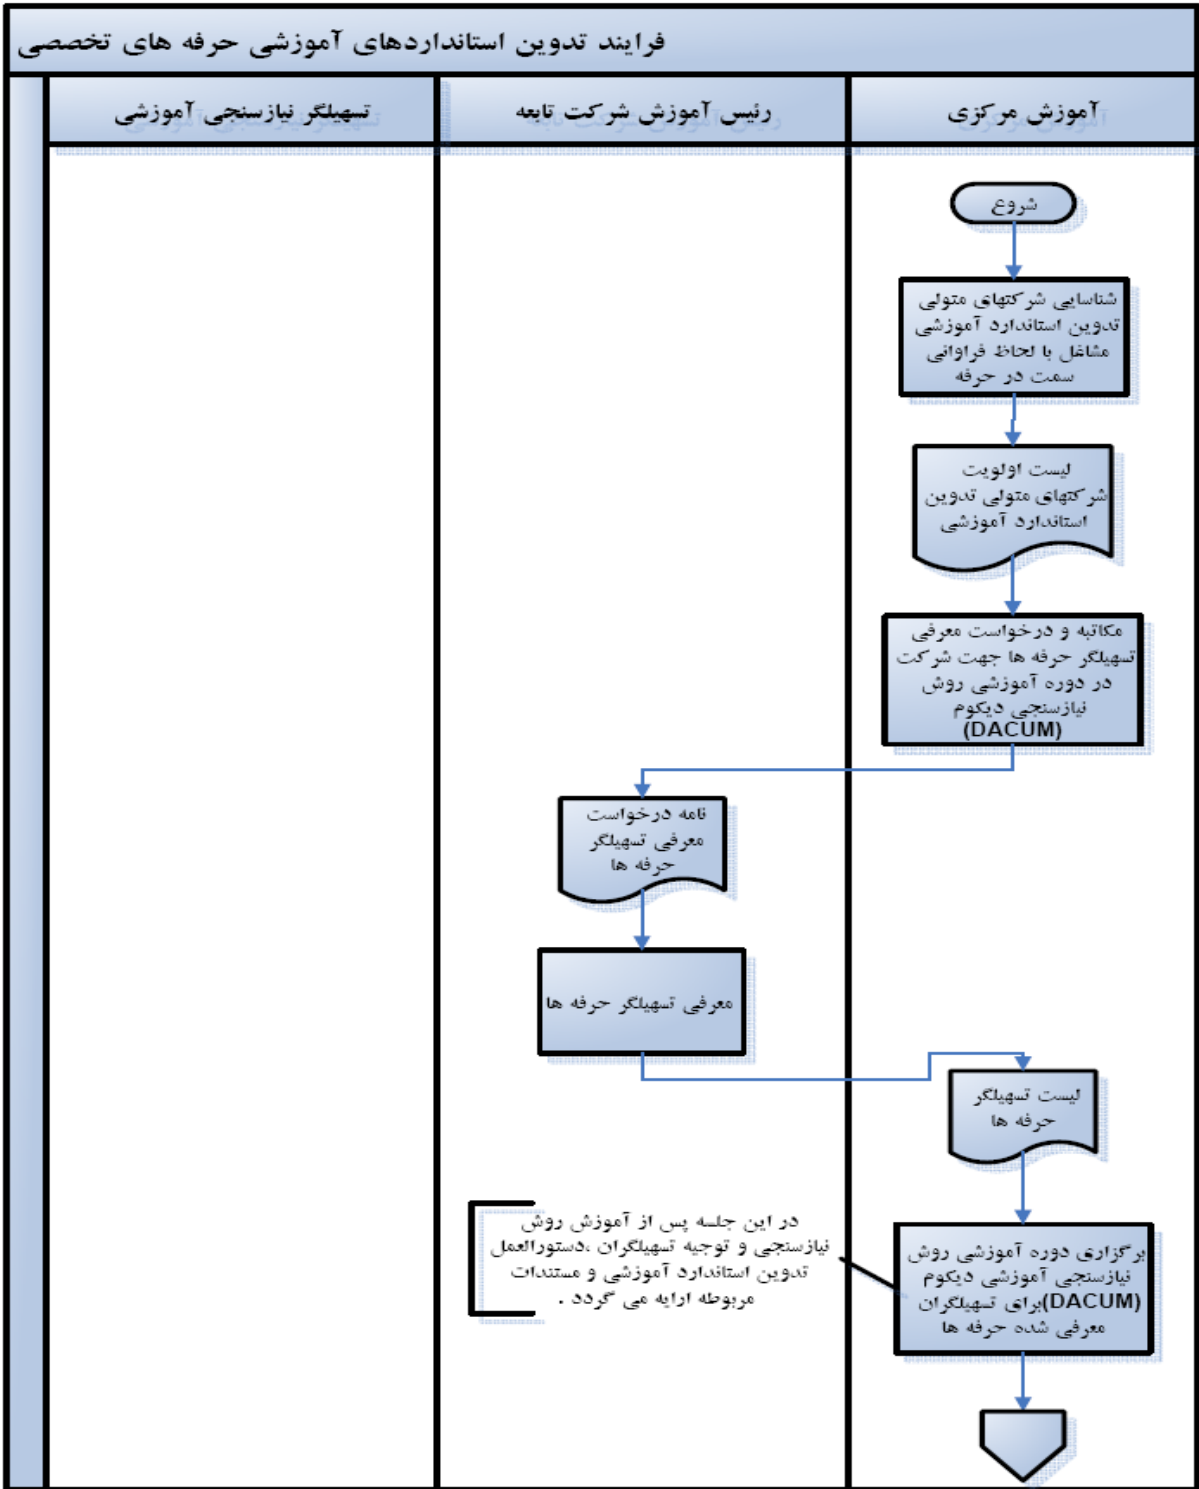 فرایند تدوین استانداردهای آموزشی حرفه های تخصصی
آموزش مرکزی
رئیس آموزش شرکت تابعه
تسهیلگر نیازسنجی آموزشی
شروع
شناسایی شرکتهای متولی
تدوین استاندارد آموزشی
مشاغل با لحاظ فراوانی
سمت در حرفه
لیست اولویت
شرکتهای متولی تدوین
استاندارد آموزشی
مکاتبه و درخواست معرفی
تسهیلگر حرفه ها جهت شرکت
در دوره آموزشی روش
نیازسنجی دیکوم
(DACUM)
نامه درخواست
معرفی تسهیلگر
حرفه ها
معرفی تسهیلگر حرفه ها
لیست تسهیلگر
حرفه ها
برگزاری دوره آموزشی روش
نیازسنجی آموزشی دیکوم
(DACUM)برای تسهیلگران
معرفی شده حرفه ها
در این جلسه پس از آموزش روش
نیازسنجی و توجیه تسهیلگران ،دستورالعمل
تدوین استاندارد آموزشی و مستندات
مربوطه ارایه می گردد .